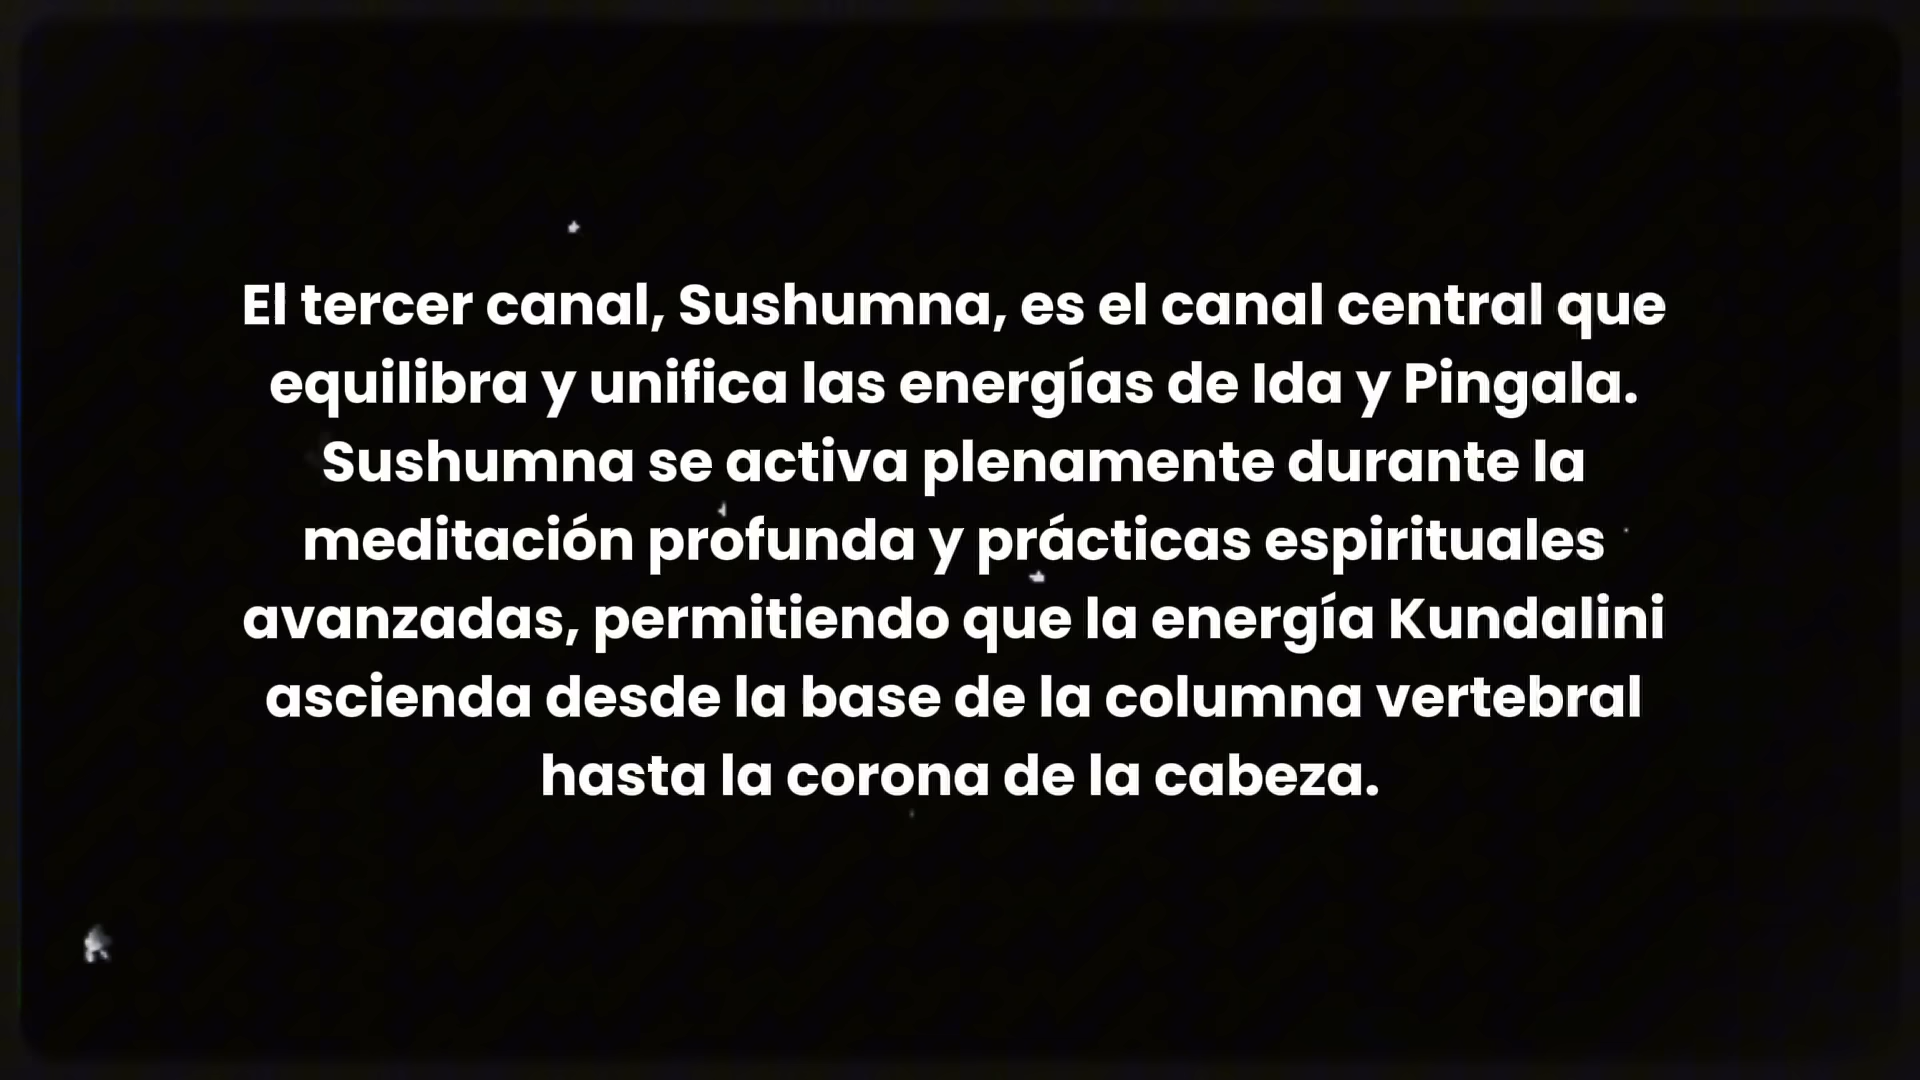 El tercer canal, Sushumna, es el canal central que
equilibra y unifica las energías de Ida y Pingala.
Sushumna se activa plenamente durante la
meditación profunda y prácticas espirituales
avanzadas, permitiendo que la energía Kundalini
ascienda desde la base de la columna vertebral
hasta la corona de la cabeza.